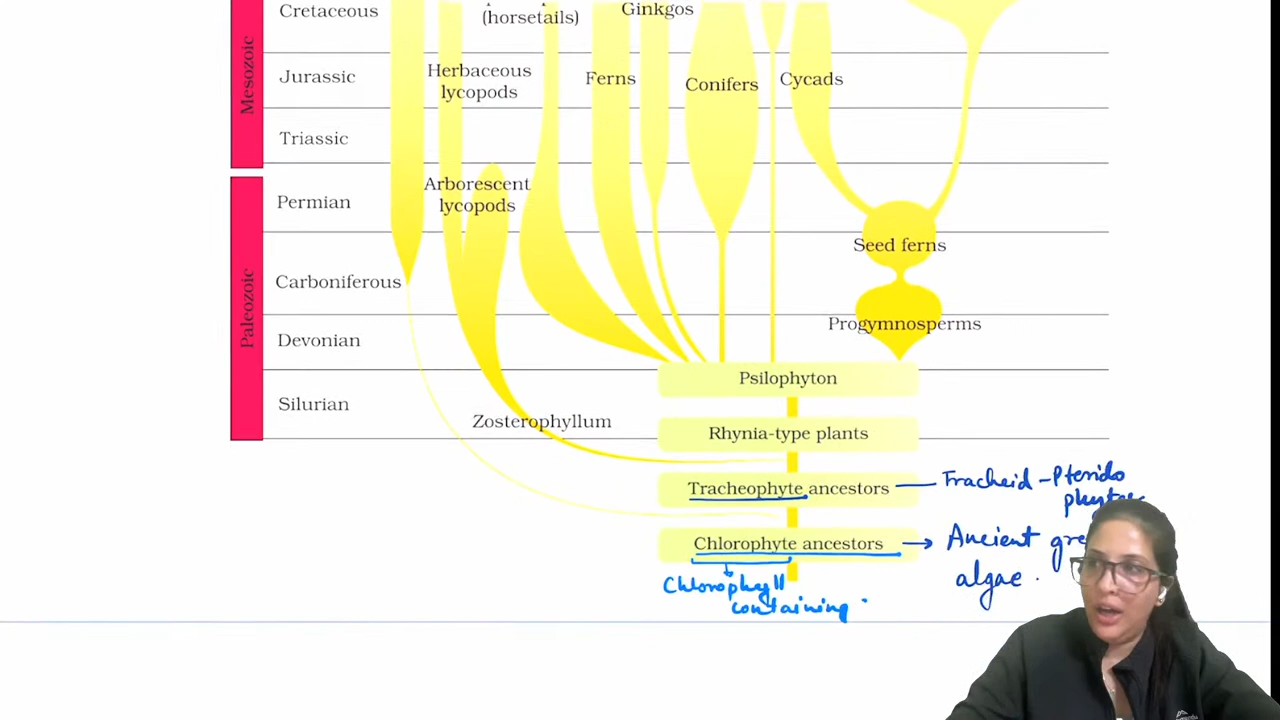 Cretaceous
(horsetails)
Ginkgos
Mesozoic
Jurassic
Herbaceous
lycopods
Ferns
Conifers
Cycads
Triassic
Permian
Arborescent
lycopods
Seed ferns
Paleozoic
Carboniferous
Progymnosperms
Devonian
Psilophyton
Silurian
Zosterophyllum
Rhynia-type plants
Tracheophyte ancestors
Tracheid - Pterido
Chlorophyte ancestors
Ancient
algae.
Chlorophyll
containing